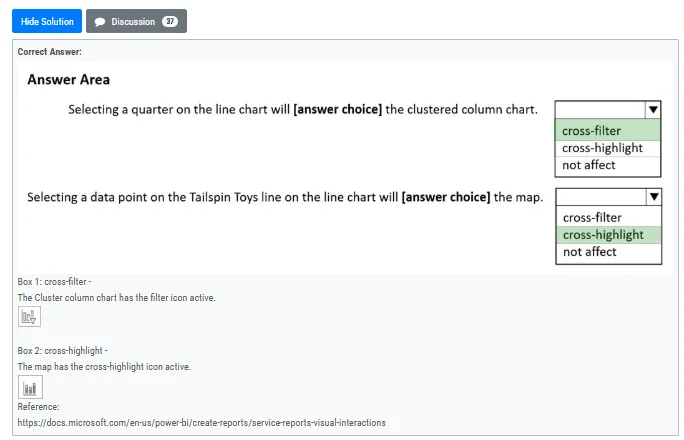 Hide Solution
Discussion 37
Correct Answer:
Answer Area
Selecting a quarter on the line chart will [answer choice] the clustered column chart.
cross-filter
cross-highlight
not affect
Selecting a data point on the Tailspin Toys line on the line chart will [answer choice] the map.
cross-filter
cross-highlight
not affect
Box 1: cross-filter -
The Cluster column chart has the filter icon active.
Box 2: cross-highlight -
The map has the cross-highlight icon active.
Reference:
https://docs.microsoft.com/en-us/power-bi/create-reports/service-reports-visual-interactions